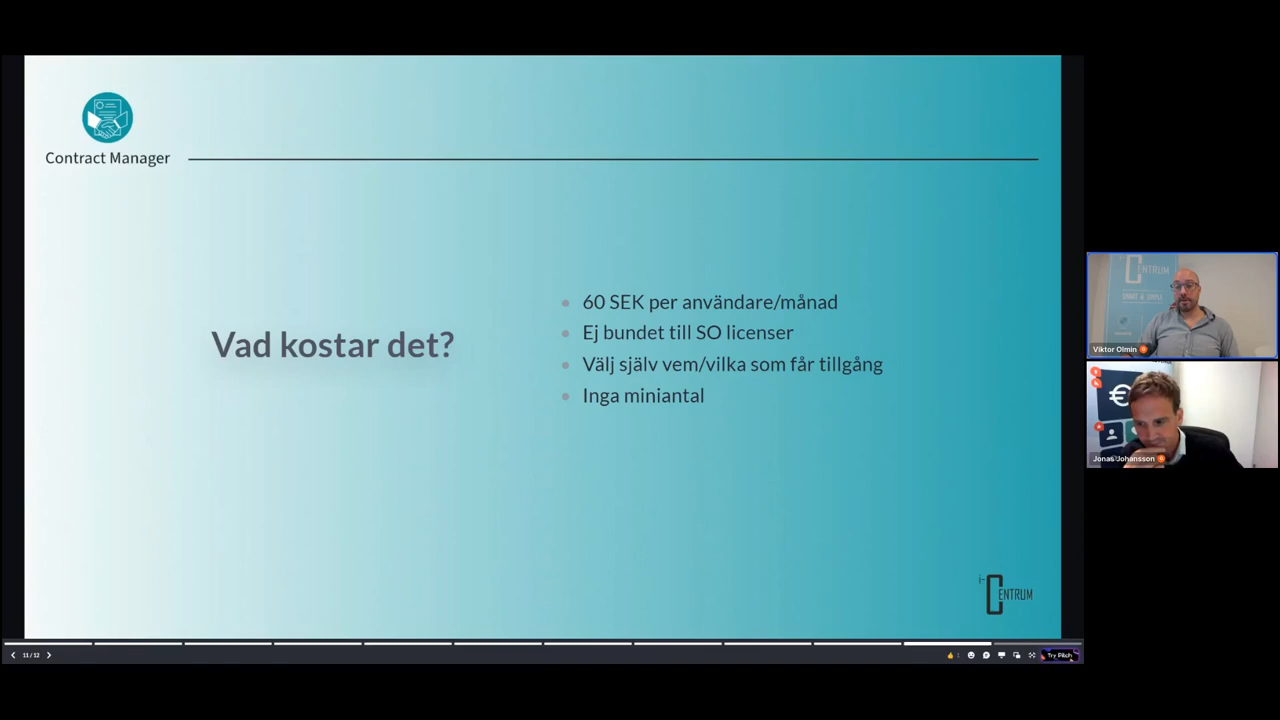 Contract Manager
Vad kostar det?
60 SEK per användare/månad
Ej bundet till SO licenser
Välj själv vem/vilka som får tillgång
Inga miniantal
i-CENTRUM
11 / 12
Try Pitch
CENTRUM
Viktor Olmin
Jonas Johansson